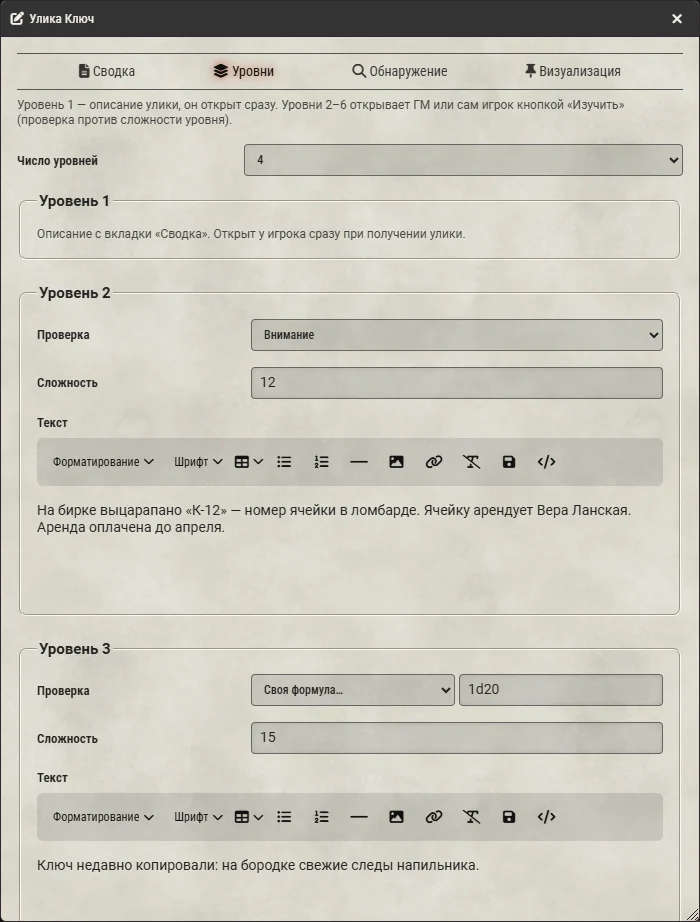 Улика Ключ
Сводка
Уровни
Обнаружение
Визуализация
Уровень 1 — описание улики, он открыт сразу. Уровни 2–6 открывает ГМ или сам игрок кнопкой «Изучить»
(проверка против сложности уровня).
Число уровней
4
Уровень 1
Описание с вкладки «Сводка». Открыт у игрока сразу при получении улики.
Уровень 2
Проверка
Внимание
Сложность
12
Текст
Форматирование
Шрифт
На бирке выцарапано «К-12» — номер ячейки в ломбарде. Ячейку арендует Вера Ланская.
Аренда оплачена до апреля.
Уровень 3
Проверка
Своя формула…
1d20
Сложность
15
Текст
Форматирование
Шрифт
Ключ недавно копировали: на бородке свежие следы напильника.